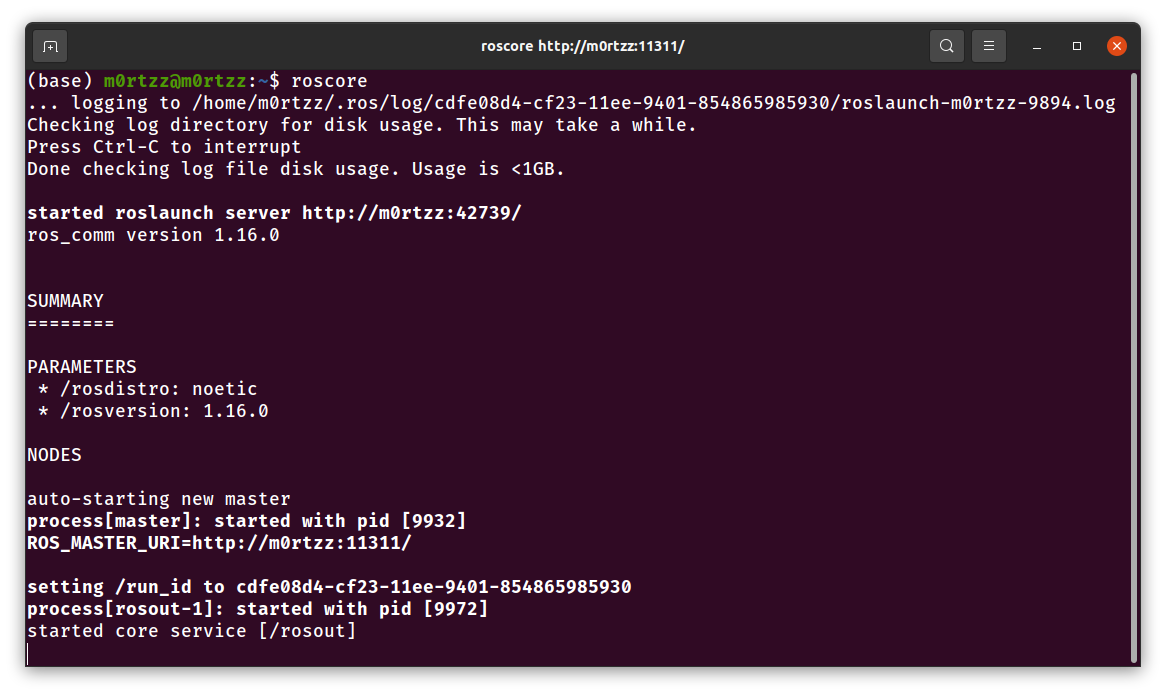 roscore http://m0rtzz:11311/
(base) m0rtzz@m0rtzz:~$ roscore
... logging to /home/m0rtzz/.ros/log/cdfe08d4-cf23-11ee-9401-854865985930/roslaunch-m0rtzz-9894.log
Checking log directory for disk usage. This may take a while.
Press Ctrl-C to interrupt
Done checking log file disk usage. Usage is <1GB.
started roslaunch server http://m0rtzz:42739/
ros_comm version 1.16.0
SUMMARY
========
PARAMETERS
 * /rosdistro: noetic
 * /rosversion: 1.16.0
NODES
auto-starting new master
process[master]: started with pid [9932]
ROS_MASTER_URI=http://m0rtzz:11311/
setting /run_id to cdfe08d4-cf23-11ee-9401-854865985930
process[rosout-1]: started with pid [9972]
started core service [/rosout]